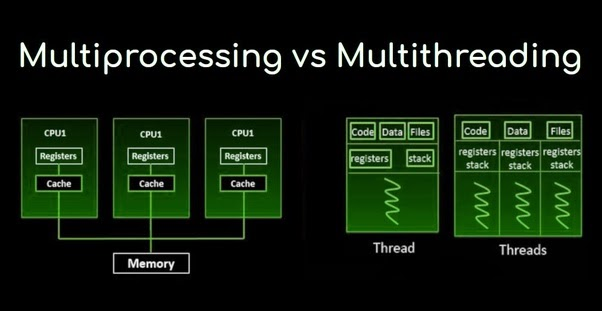 Multiprocessing vs Multithreading
CPU1
Registers
Cache
CPU1
Registers
Cache
CPU1
Registers
Cache
Memory
Code Data Files
registers stack
Thread
Code Data Files
registers registers registers
stack stack stack
Threads